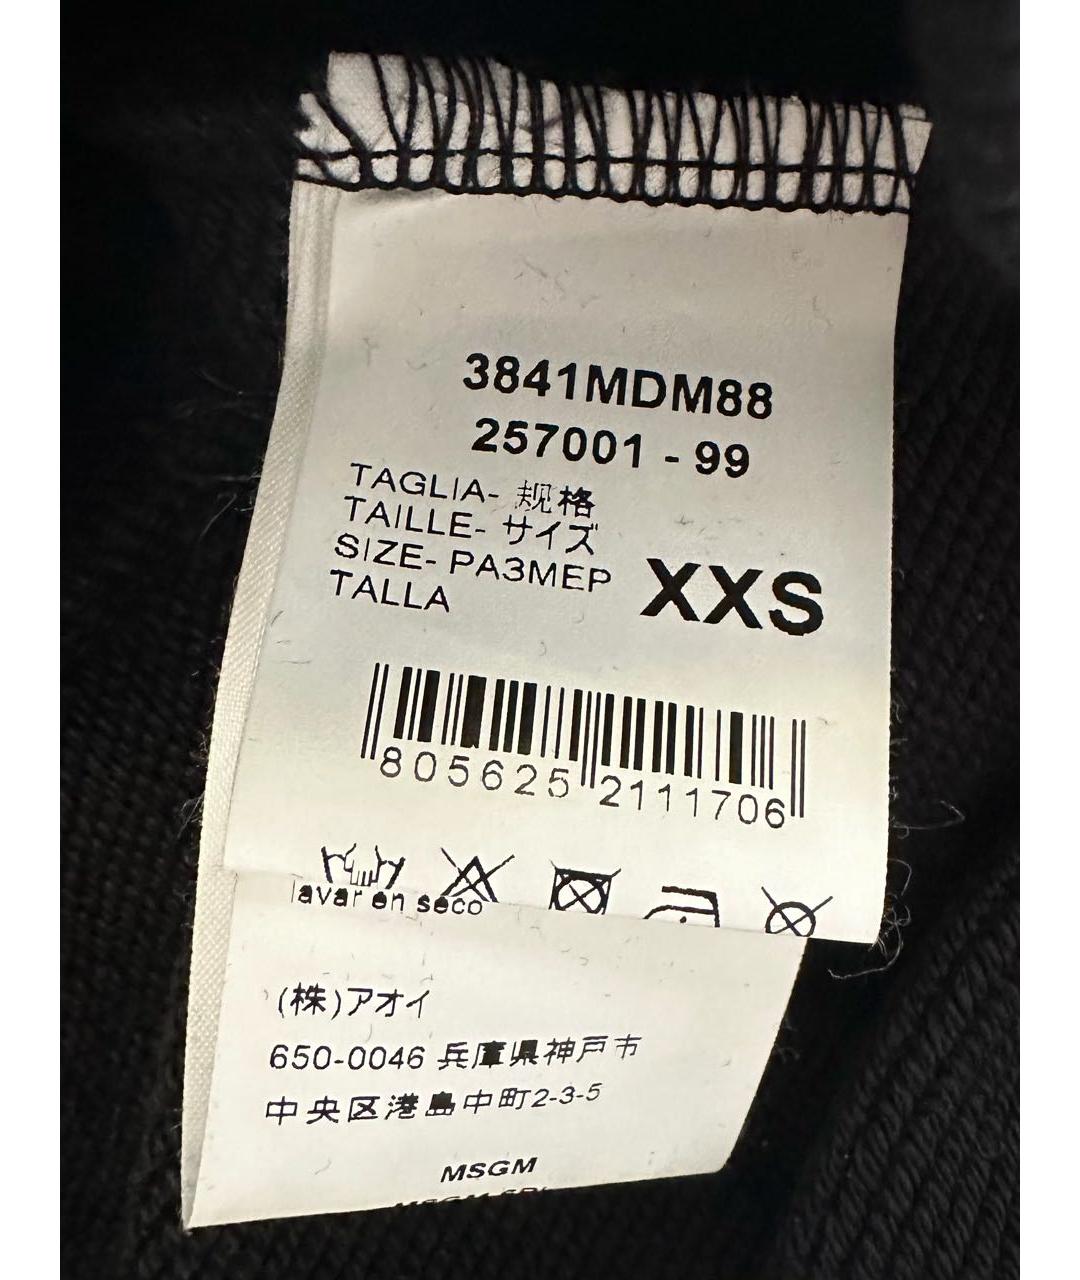 3841MDM88
257001 - 99
TAGLIA- 规格
TAILLE- サイズ
SIZE- РАЗМЕР
TALLA
XXS
805625 2111706
lavar en seco
(株)アオイ
650-0046 兵庫県神戸市
中央区港島中町2-3-5
MSGM